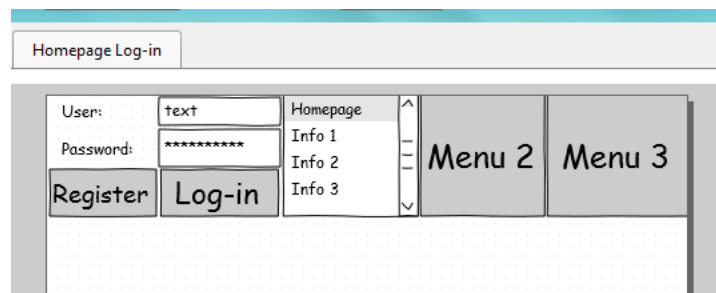 Homepage Log-in
User:
text
Password:
**********
Register
Log-in
Homepage
Info 1
Info 2
Info 3
Menu 2
Menu 3